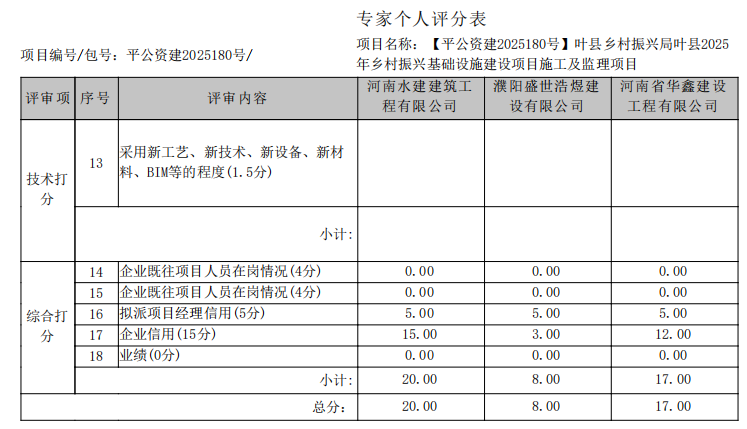 专家个人评分表
项目编号/包号：平公资建2025180号/
项目名称：【平公资建2025180号】叶县乡村振兴局叶县2025
年乡村振兴基础设施建设项目施工及监理项目
评审项 序号 评审内容 河南水建建筑工 濮阳盛世浩煜建 河南省华鑫建设
程有限公司 设有限公司 工程有限公司
技术打
分
13 采用新工艺、新技术、新设备、新材
料、BIM等的程度(1.5分)
小计:
综合打
分
14 企业既往项目人员在岗情况(4分) 0.00 0.00 0.00
15 企业既往项目人员在岗情况(4分) 0.00 0.00 0.00
16 拟派项目经理信用(5分) 5.00 5.00 5.00
17 企业信用(15分) 15.00 3.00 12.00
18 业绩(0分) 0.00 0.00 0.00
小计: 20.00 8.00 17.00
总分： 20.00 8.00 17.00